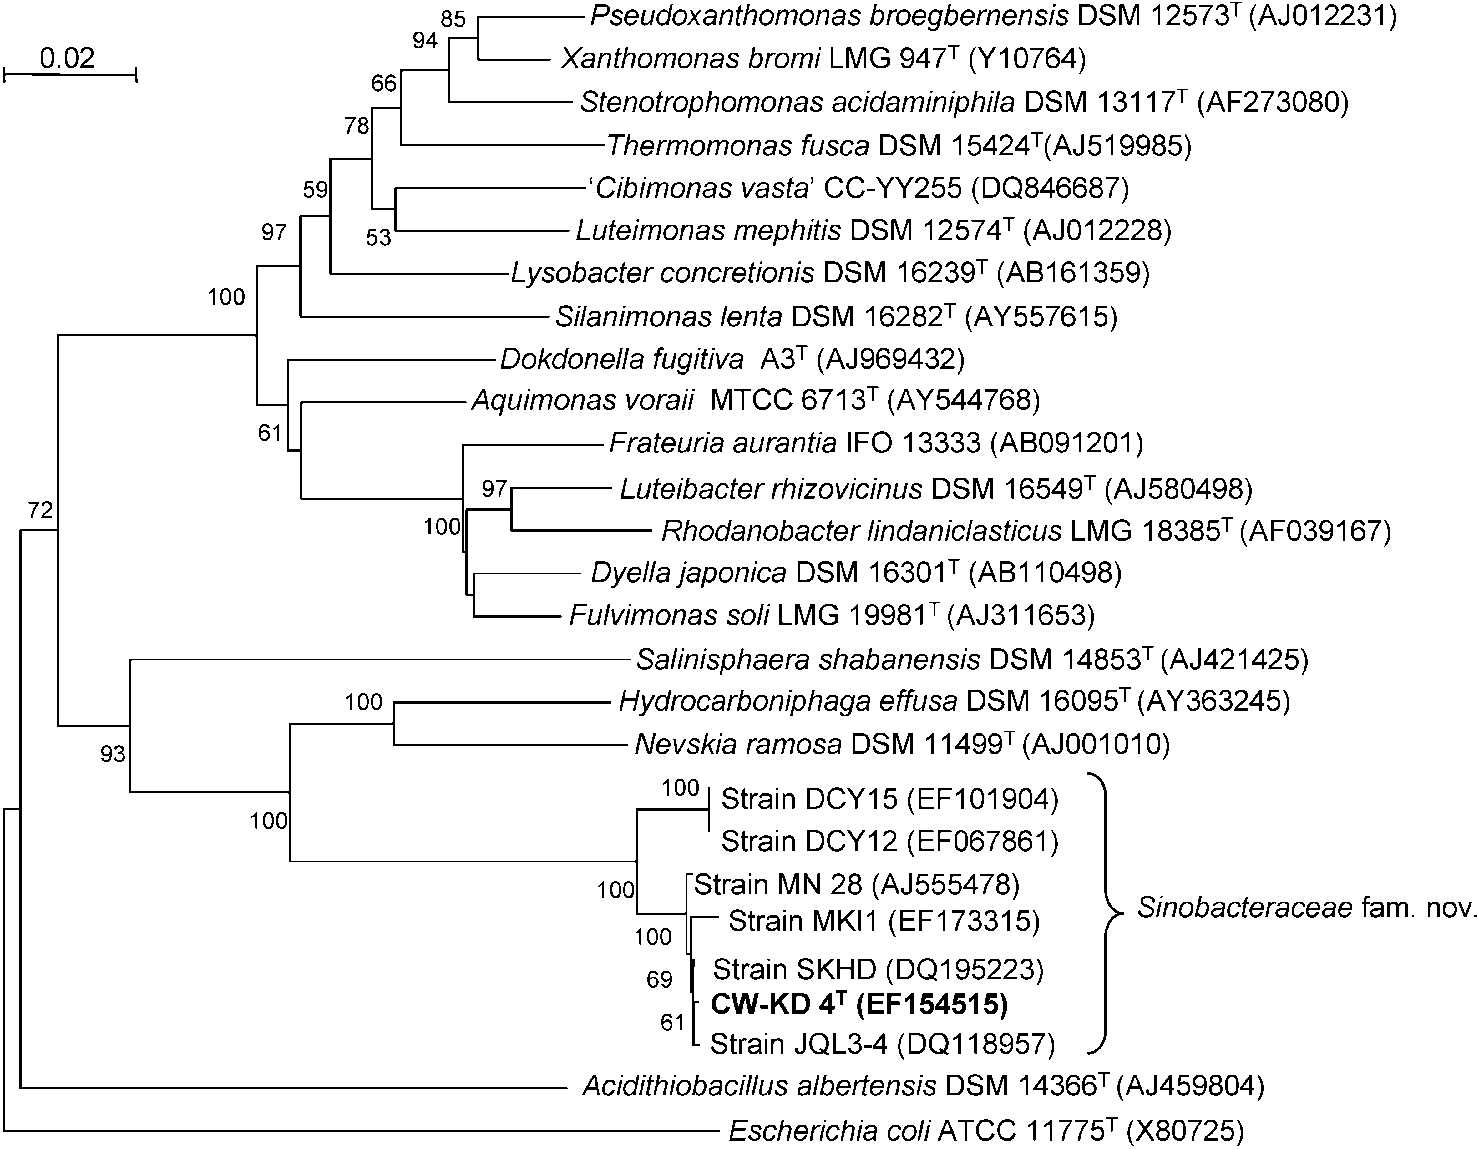 85
Pseudoxanthomonas broegbernensis DSM 12573T (AJ012231)
94
0.02
Xanthomonas bromi LMG 947T (Y10764)
66
Stenotrophomonas acidaminiphila DSM 13117T (AF273080)
78
Thermomonas fusca DSM 15424T(AJ519985)
59
‘Cibimonas vasta’ CC-YY255 (DQ846687)
97
53
Luteimonas mephitis DSM 12574T (AJ012228)
Lysobacter concretionis DSM 16239T (AB161359)
100
Silanimonas lenta DSM 16282T (AY557615)
Dokdonella fugitiva A3T (AJ969432)
Aquimonas voraii MTCC 6713T (AY544768)
61
Frateuria aurantia IFO 13333 (AB091201)
97
Luteibacter rhizovicinus DSM 16549T (AJ580498)
72
100
Rhodanobacter lindaniclasticus LMG 18385T (AF039167)
Dyella japonica DSM 16301T (AB110498)
Fulvimonas soli LMG 19981T (AJ311653)
Salinisphaera shabanensis DSM 14853T (AJ421425)
100
Hydrocarboniphaga effusa DSM 16095T (AY363245)
93
Nevskia ramosa DSM 11499T (AJ001010)
100
Strain DCY15 (EF101904)
100
Strain DCY12 (EF067861)
100
Strain MN 28 (AJ555478)
Sinobacteraceae fam. nov.
Strain MKI1 (EF173315)
100
Strain SKHD (DQ195223)
69
CW-KD 4T (EF154515)
61
Strain JQL3-4 (DQ118957)
Acidithiobacillus albertensis DSM 14366T (AJ459804)
Escherichia coli ATCC 11775T (X80725)